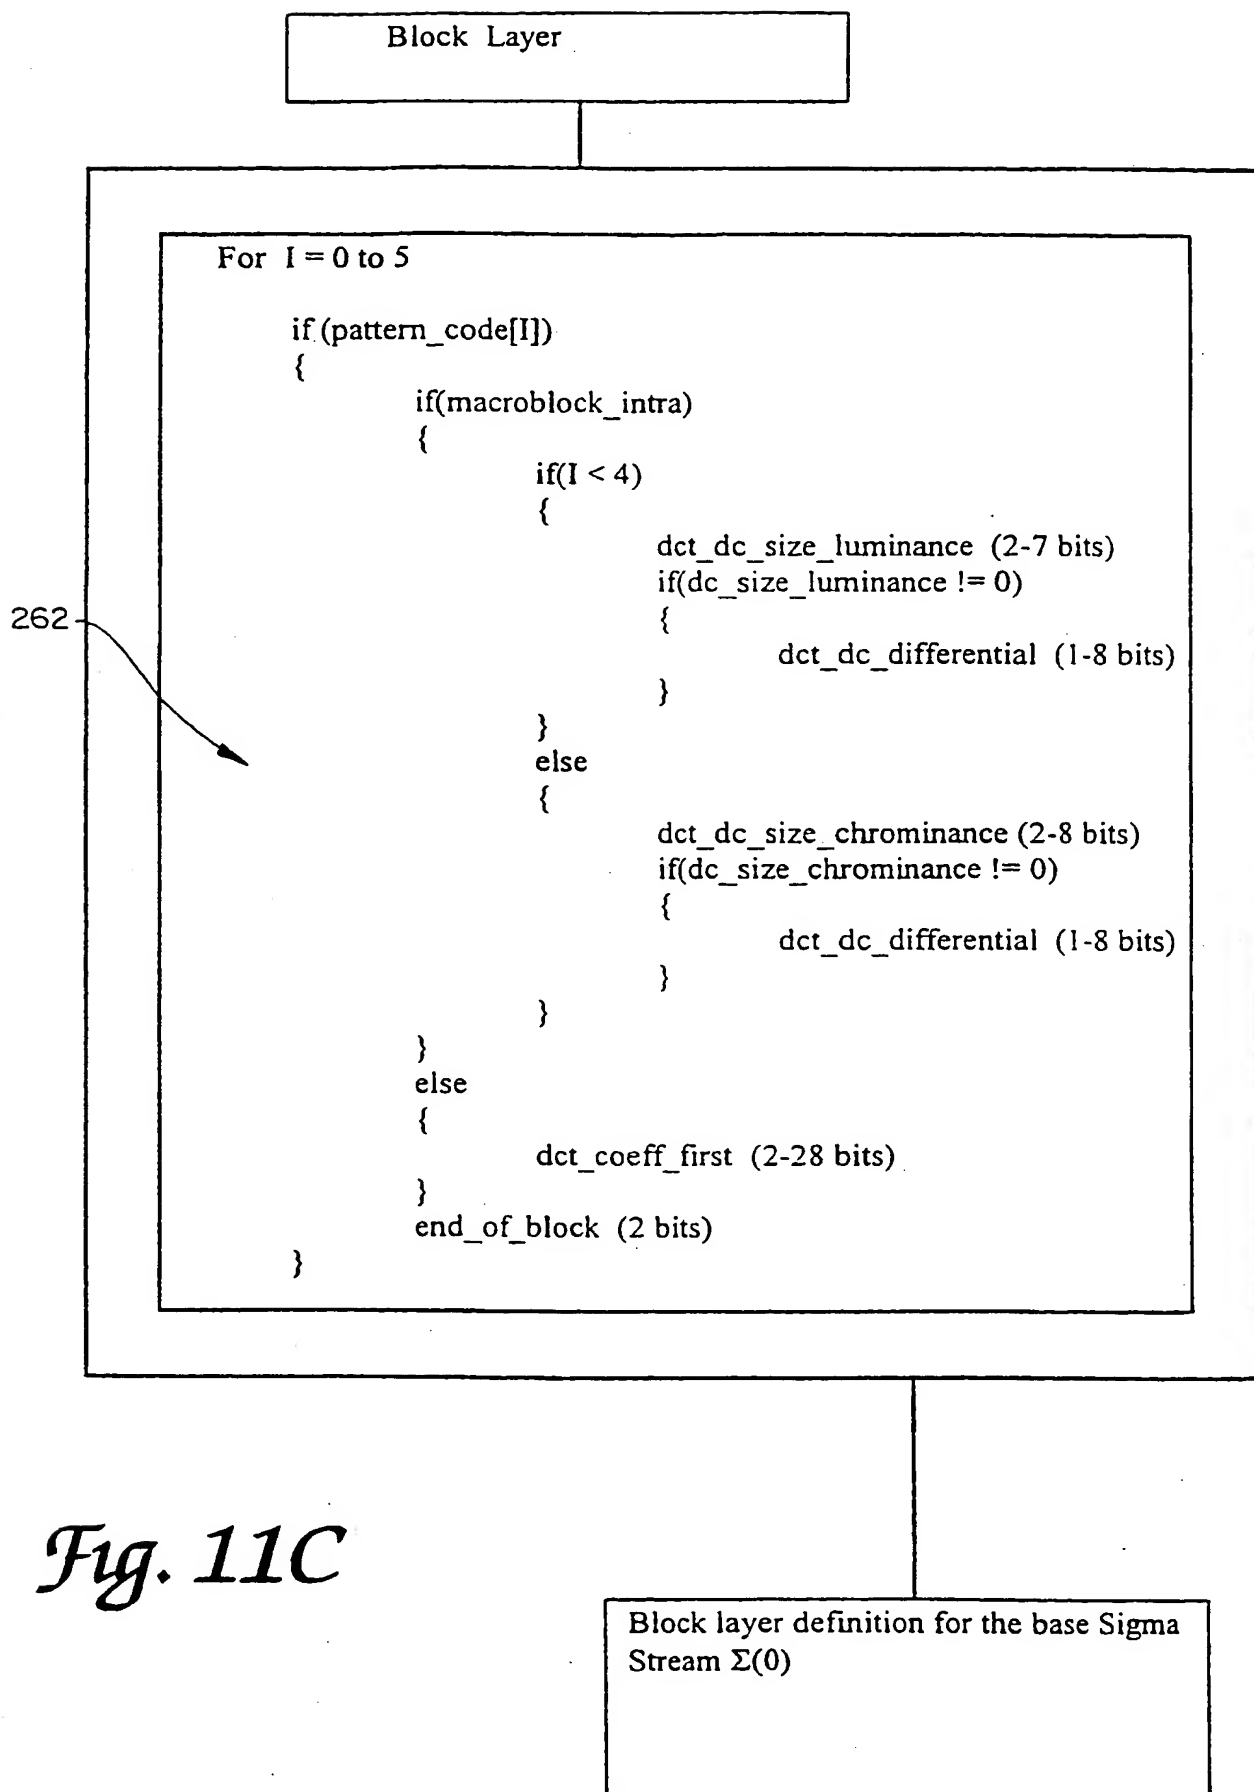 Block Layer
For I = 0 to 5
if (pattern_code[I])
{
if(macroblock_intra)
{
if(I < 4)
{
dct_dc_size_luminance (2-7 bits)
if(dc_size_luminance != 0)
{
262
dct_dc_differential (1-8 bits)
}
}
else
{
dct_dc_size_chrominance (2-8 bits)
if(dc_size_chrominance != 0)
{
dct_dc_differential (1-8 bits)
}
}
}
else
{
dct_coeff_first (2-28 bits)
}
end_of_block (2 bits)
}
Fig. 11C
Block layer definition for the base Sigma
Stream Σ(0)